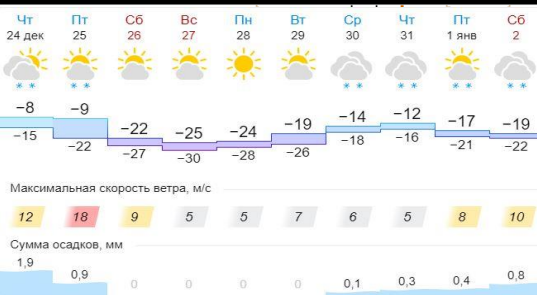 Чт Пт Сб Вс Пн Вт Ср Чт Пт Сб
24 дек 25 26 27 28 29 30 31 1 янв 2
−8 −9 −22 −25 −24 −19 −14 −12 −17 −19
−15 −22 −27 −30 −28 −26 −18 −16 −21 −22
Максимальная скорость ветра, м/с
12 18 9 5 5 7 6 5 8 10
Сумма осадков, мм
1,9 0,9 0 0 0 0 0,1 0,3 0,4 0,8